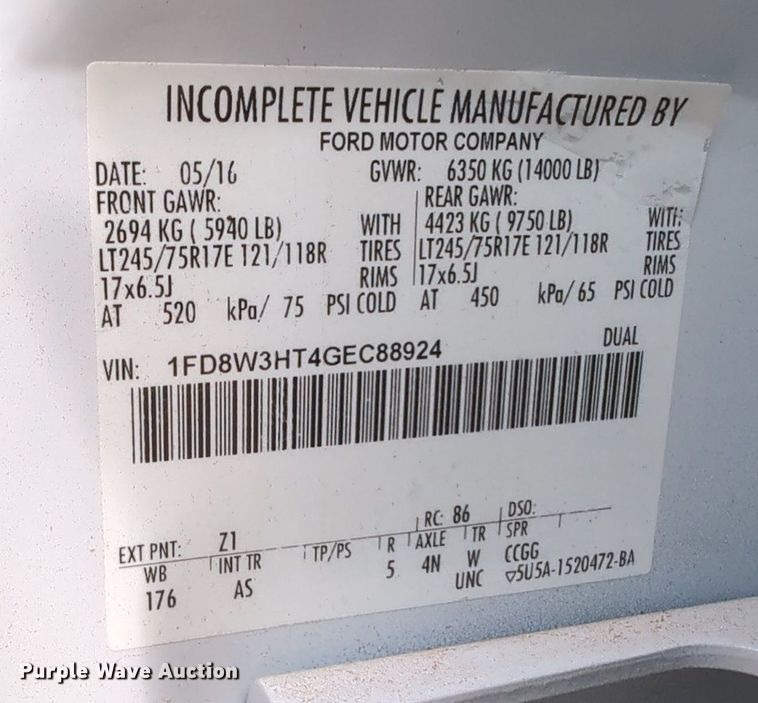 INCOMPLETE VEHICLE MANUFACTURED BY
FORD MOTOR COMPANY
DATE: 05/16 GVWR: 6350 KG (14000 LB)
FRONT GAWR: REAR GAWR:
2694 KG ( 5940 LB) WITH 4423 KG ( 9750 LB) WITH:
LT245/75R17E 121/118R TIRES LT245/75R17E 121/118R TIRES
17x6.5J RIMS 17x6.5J RIMS
AT 520 kPa/ 75 PSI COLD AT 450 kPa/ 65 PSI COLD
VIN: 1FD8W3HT4GEC88924 DUAL
EXT PNT: Z1 RC: 86 DSO:
WB INT TR TP/PS R AXLE TR SPR
176 AS 5 4N W CCGG
UNC ▽5U5A-1520472-BA
Purple Wave Auction